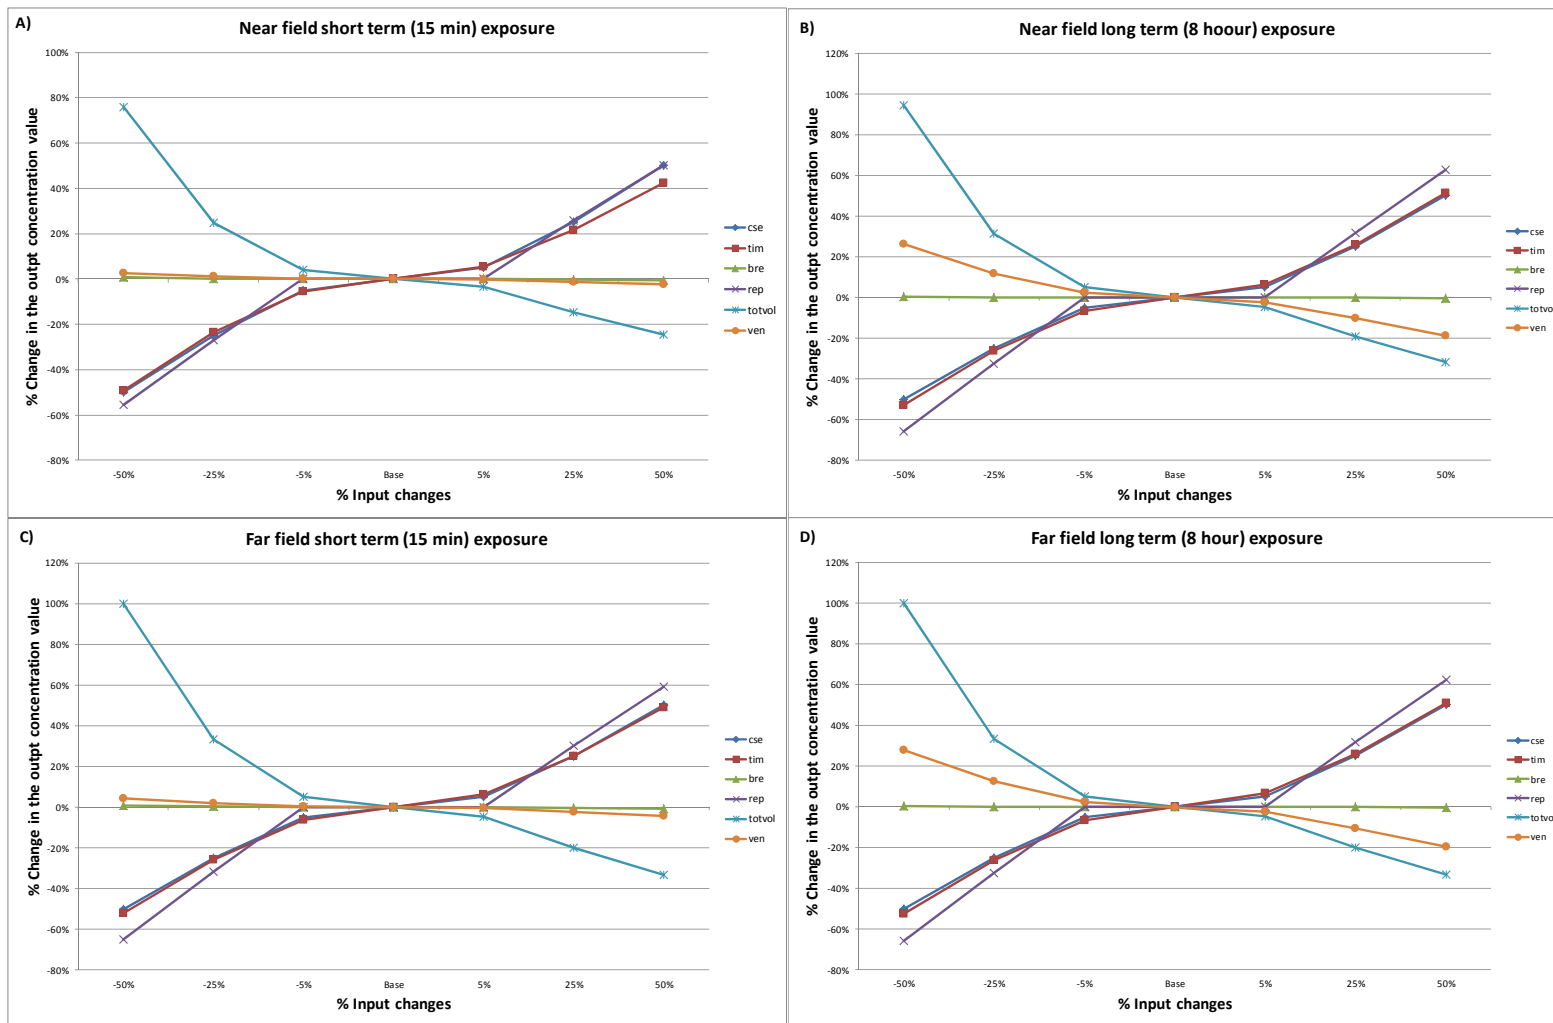 A)
Near field short term (15 min) exposure
% Change in the outpt concentration value
100%
80%
60%
40%
20%
0%
-20%
-40%
-60%
-80%
-50%
-25%
-5%
Base
5%
25%
50%
% Input changes
cse
tim
bre
rep
totvol
ven
B)
Near field long term (8 hoour) exposure
% Change in the outpt concentration value
120%
100%
80%
60%
40%
20%
0%
-20%
-40%
-60%
-80%
-50%
-25%
-5%
Base
5%
25%
50%
% Input changes
cse
tim
bre
rep
totvol
ven
C)
Far field short term (15 min) exposure
% Change in the outpt concentration value
120%
100%
80%
60%
40%
20%
0%
-20%
-40%
-60%
-80%
-50%
-25%
-5%
Base
5%
25%
50%
% Input changes
cse
tim
bre
rep
totvol
ven
D)
Far field long term (8 hour) exposure
% Change in the outpt concentration value
120%
100%
80%
60%
40%
20%
0%
-20%
-40%
-60%
-80%
-50%
-25%
-5%
Base
5%
25%
50%
% Input changes
cse
tim
bre
rep
totvol
ven